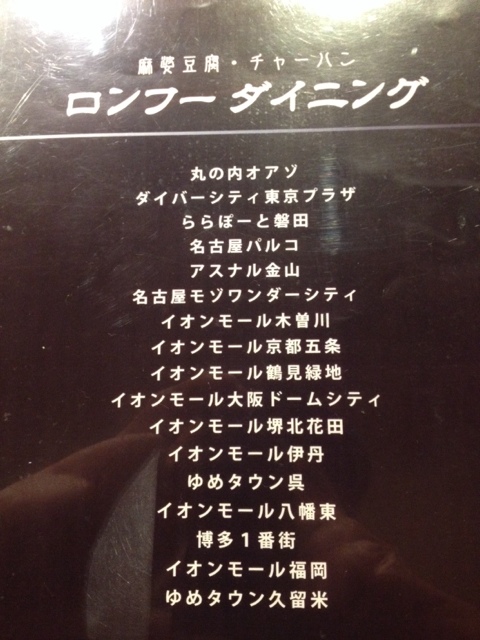 麻婆豆腐・チャーハン
ロンフー ダイニング
丸の内オアゾ
ダイバーシティ東京プラザ
ららぽーと磐田
名古屋パルコ
アスナル金山
名古屋モゾワンダーシティ
イオンモール木曽川
イオンモール京都五条
イオンモール鶴見緑地
イオンモール大阪ドームシティ
イオンモール堺北花田
イオンモール伊丹
ゆめタウン呉
イオンモール八幡東
博多1番街
イオンモール福岡
ゆめタウン久留米